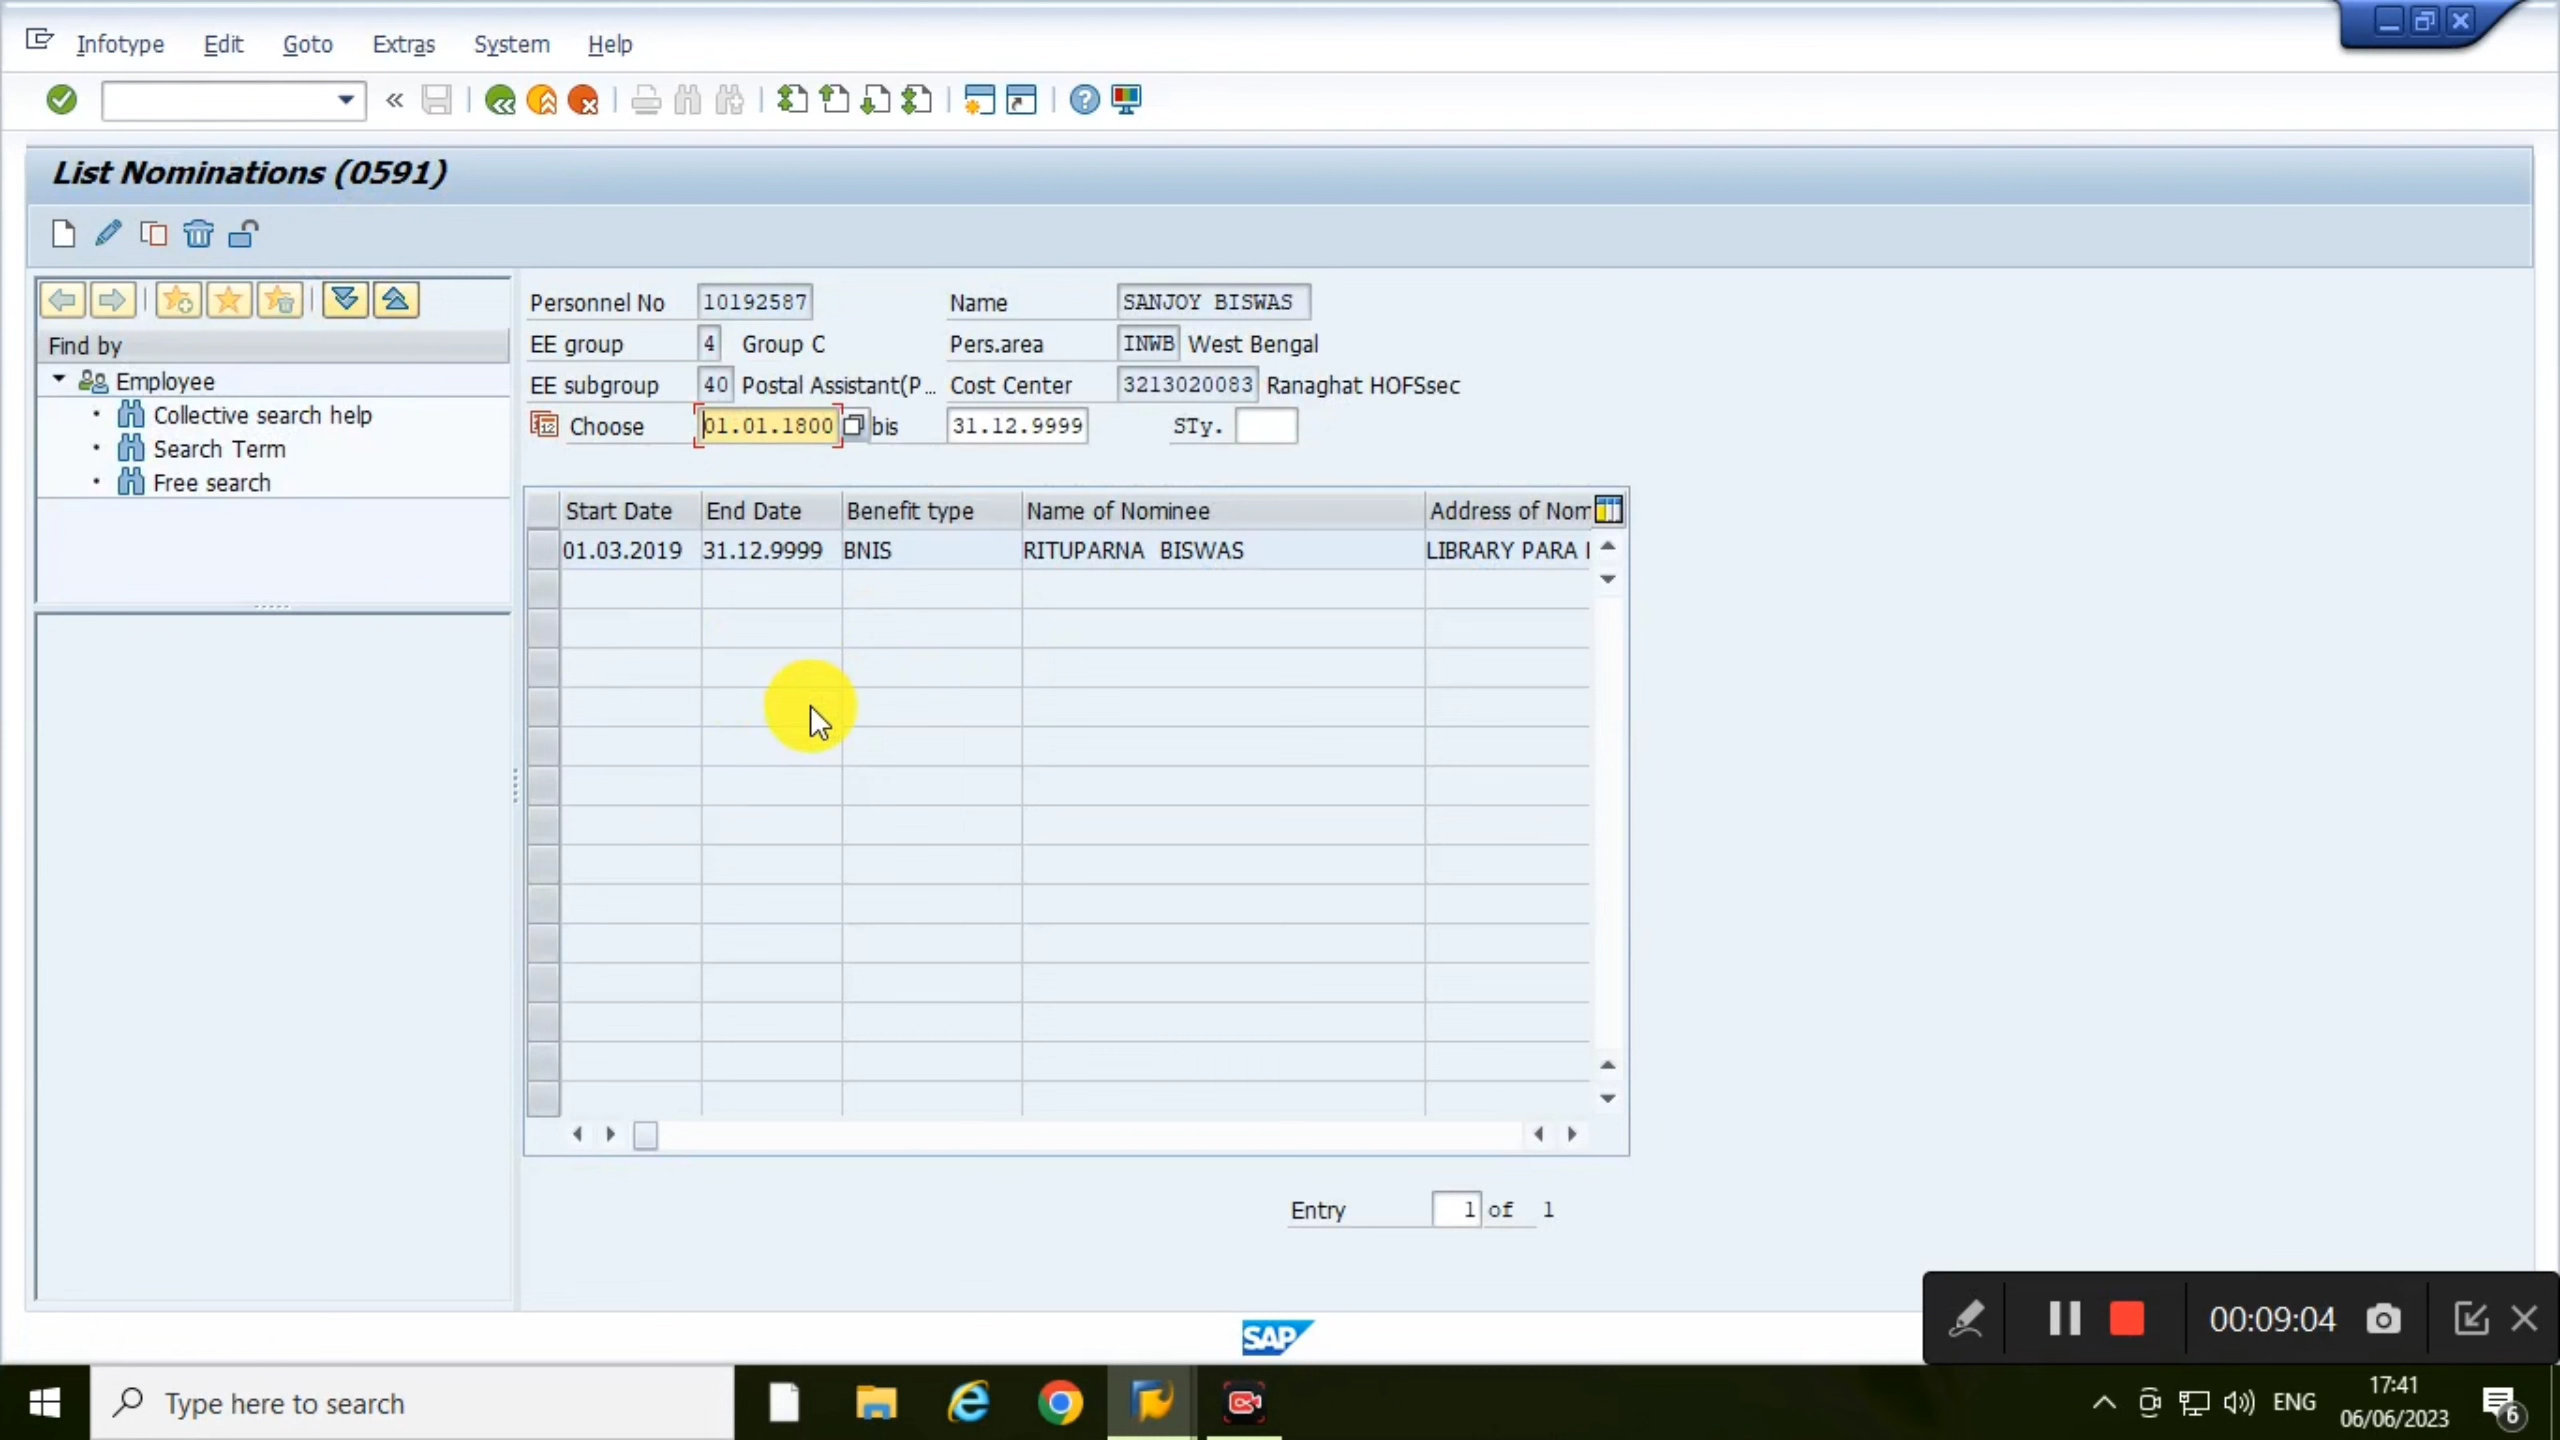 Infotype Edit Goto Extras System Help
List Nominations (0591)
Find by
Employee
Collective search help
Search Term
Free search
Personnel No 10192587 Name SANJOY BISWAS
EE group 4 Group C Pers.area INWB West Bengal
EE subgroup 40 Postal Assistant(P... Cost Center 3213020083 Ranaghat HOFSsec
Choose 01.01.1800 bis 31.12.9999 STy.
Start Date End Date Benefit type Name of Nominee Address of Nom
01.03.2019 31.12.9999 BNIS RITUPARNA BISWAS LIBRARY PARA
Entry 1 of 1
SAP
00:09:04
Type here to search
ENG
17:41
06/06/2023
6